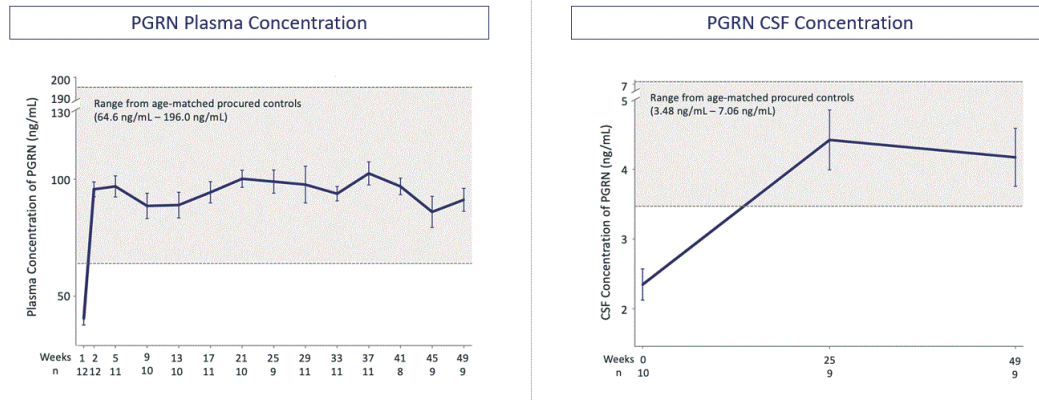 PGRN Plasma Concentration
Plasma Concentration of PGRN (ng/mL)
200
190
130
100
50
Range from age-matched procured controls
(64.6 ng/mL – 196.0 ng/mL)
Weeks 1 2 5 9 13 17 21 25 29 33 37 41 45 49
n 12 12 11 10 10 11 10 9 11 11 11 8 9 9
PGRN CSF Concentration
CSF Concentration of PGRN (ng/mL)
7
5
4
3
2
Range from age-matched procured controls
(3.48 ng/mL – 7.06 ng/mL)
Weeks 0 25 49
n 10 9 9